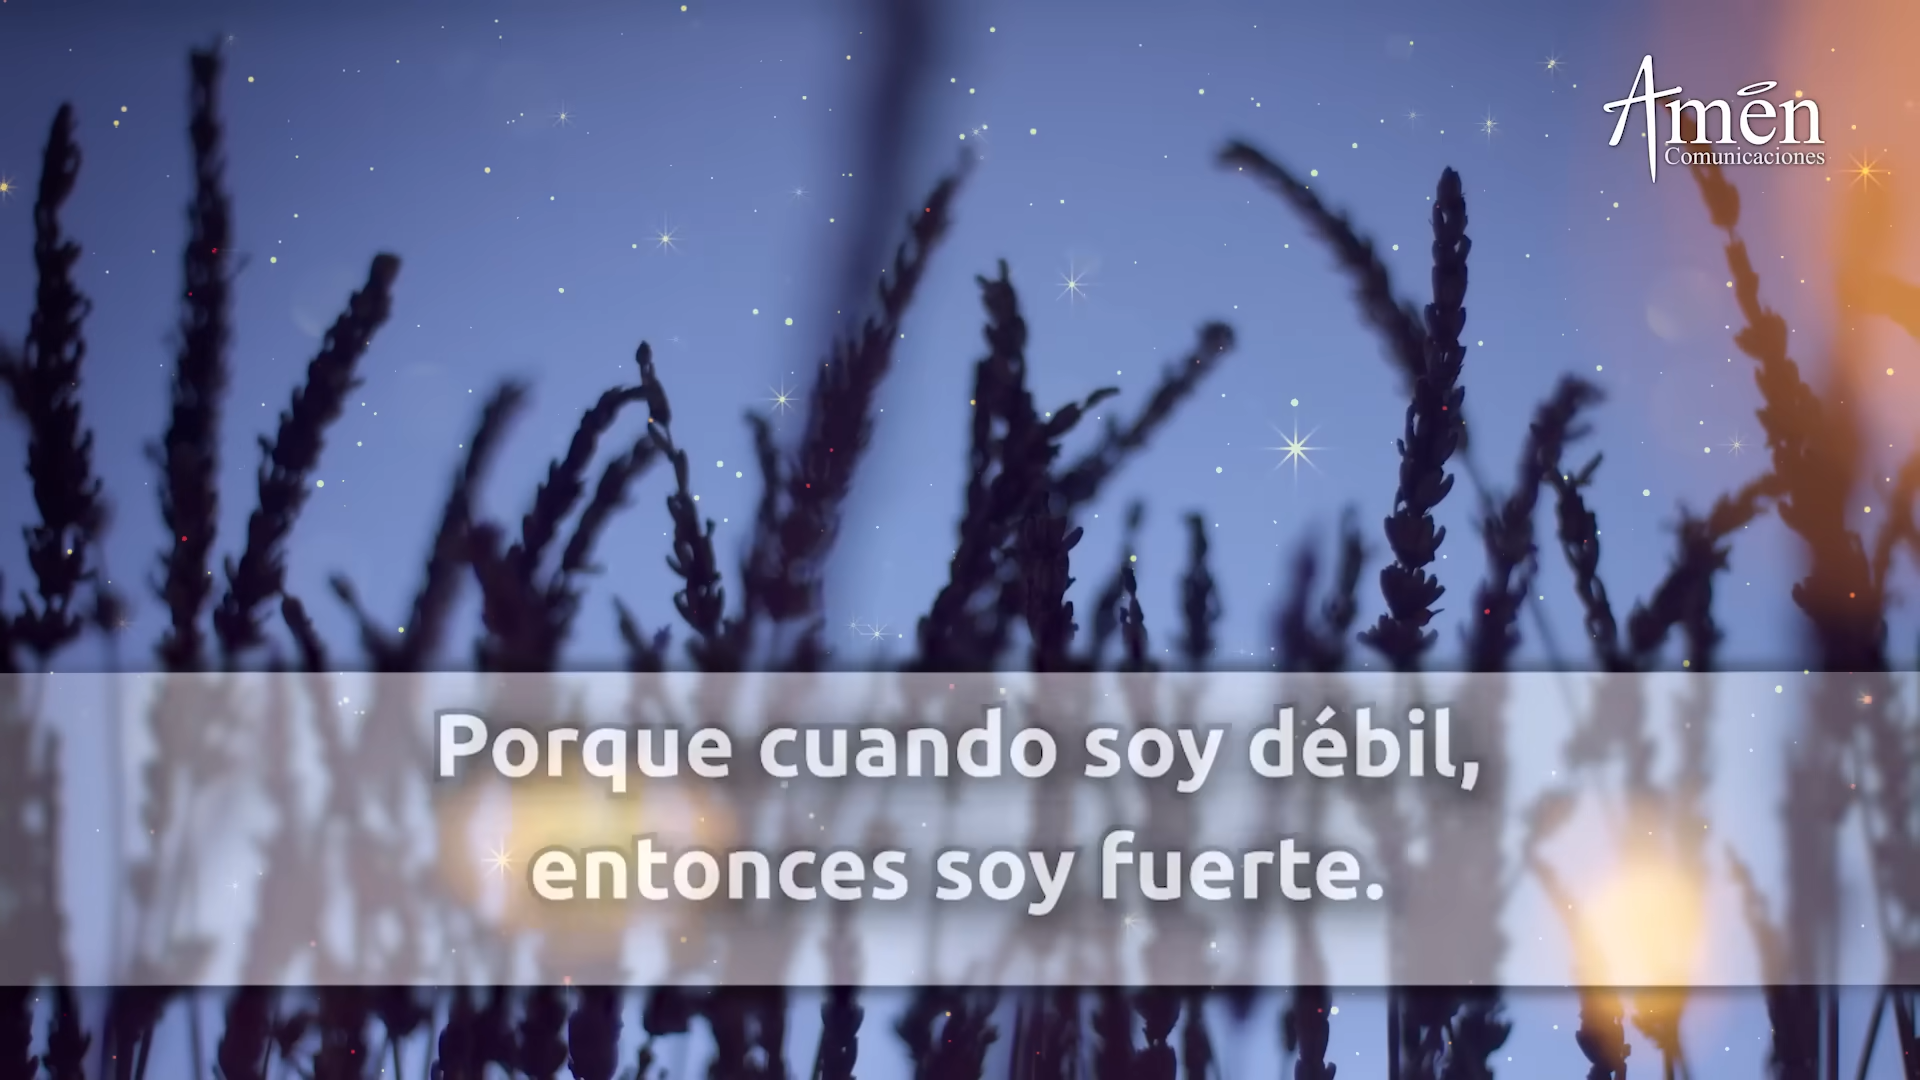 Amén
Comunicaciones
Porque cuando soy débil,
entonces soy fuerte.